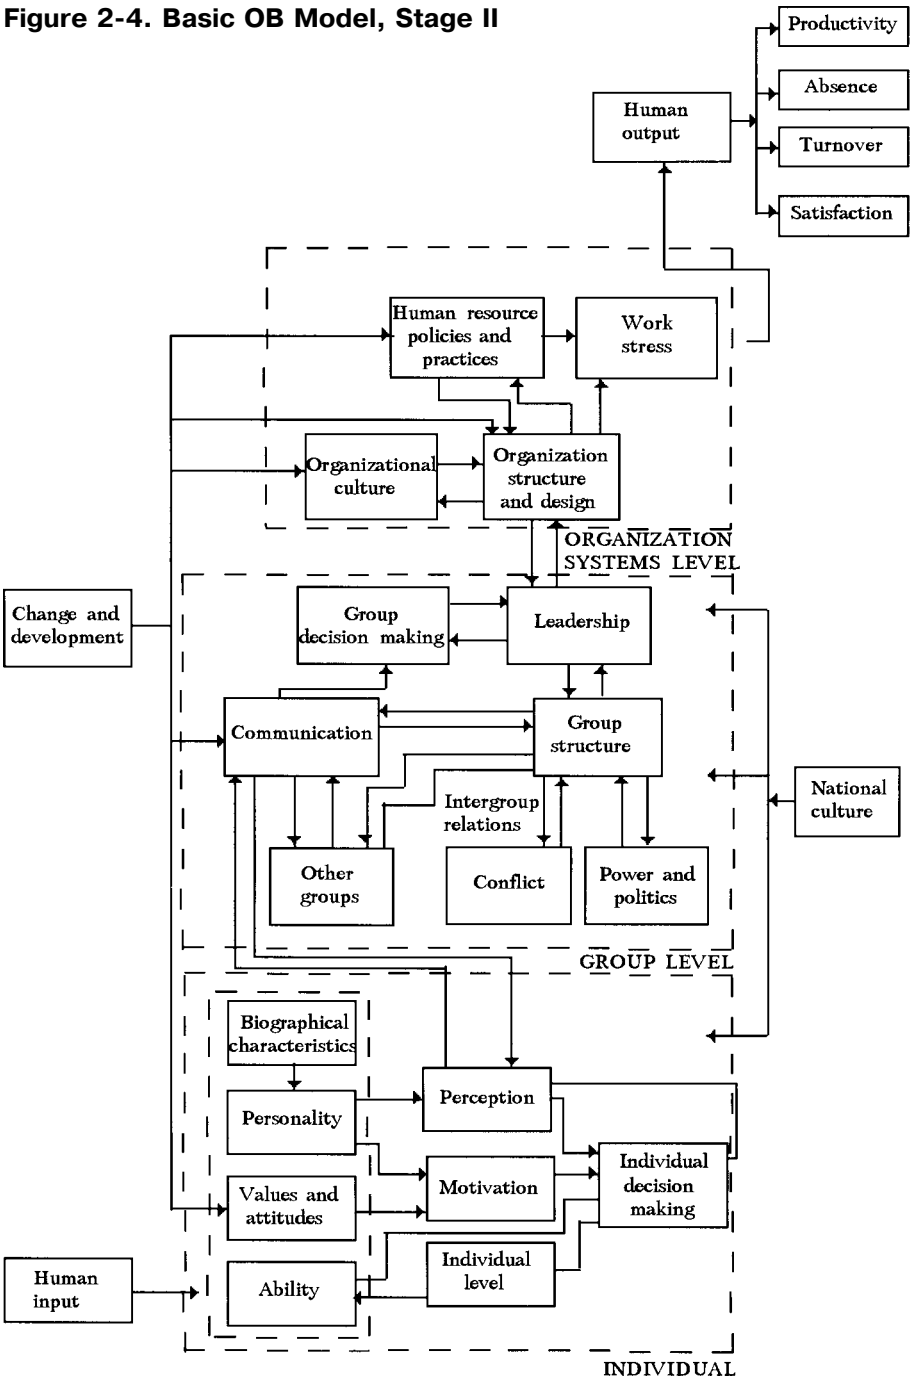 Figure 2-4. Basic OB Model, Stage II
Productivity
Absence
Turnover
Satisfaction
Human
output
Human resource
policies and
practices
Work
stress
Organizational
culture
Organization
structure
and design
ORGANIZATION
SYSTEMS LEVEL
Change and
development
Group
decision making
Leadership
Communication
Group
structure
National
culture
Intergroup
relations
Other
groups
Conflict
Power and
politics
GROUP LEVEL
Biographical
characteristics
Personality
Perception
Values and
attitudes
Motivation
Individual
decision
making
Human
input
Ability
Individual
level
INDIVIDUAL